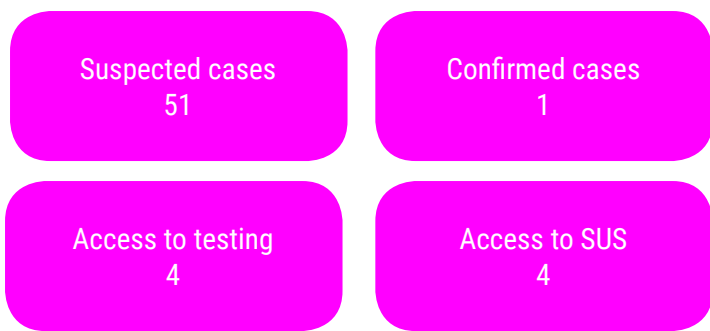 Suspected cases
51
Confirmed cases
1
Access to testing
4
Access to SUS
4